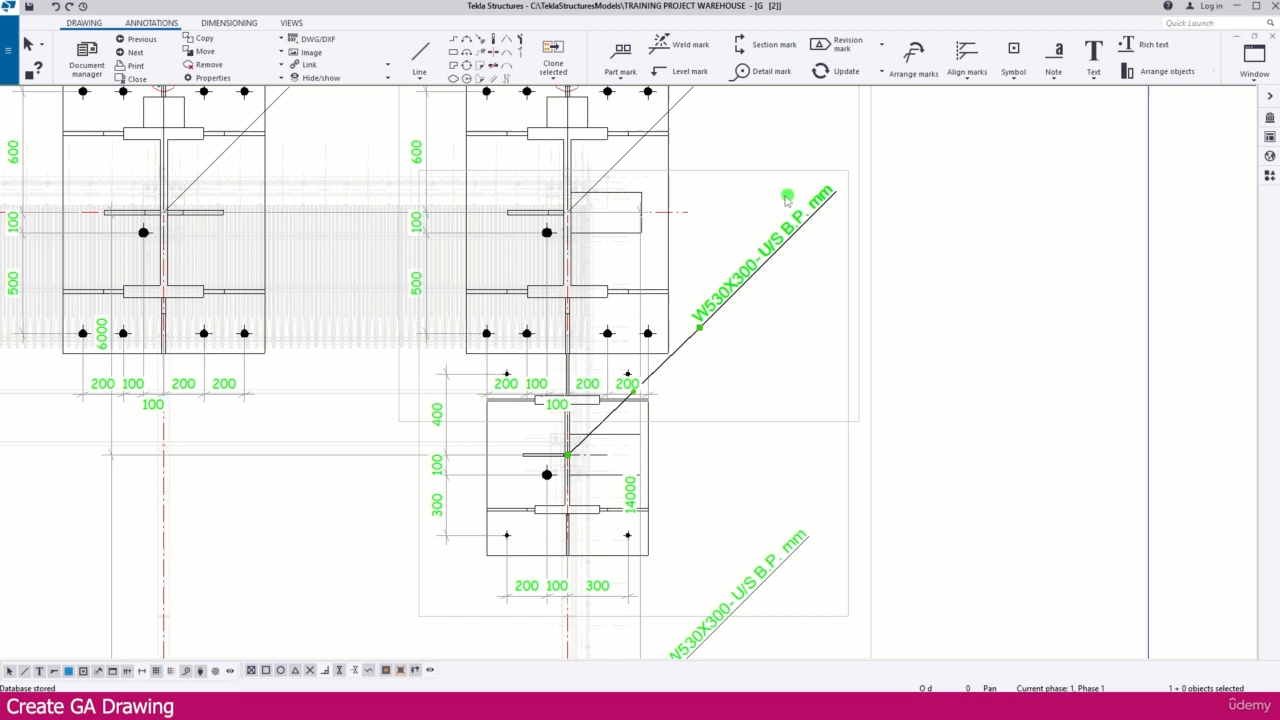 Tekla Structures - C:\TeklaStructuresModels\TRAINING PROJECT WAREHOUSE - [G [2]]
Log in
DRAWING ANNOTATIONS DIMENSIONING VIEWS
Quick Launch
Document manager
Previous
Next
Print
Close
Copy
Move
Remove
Properties
DWG/DXF
Image
Link
Hide/show
Line
Clone selected
Part mark
Weld mark
Level mark
Section mark
Detail mark
Revision mark
Update
Arrange marks
Align marks
Symbol
Note
Text
Rich text
Arrange objects
Window
600
100
500
6000
200 100 200 200
100
600
100
500
200 100 200 200
100
W530X300- U/S B.P. mm
400
100
300
14000
200 100 300
W530X300- U/S B.P. mm
Database stored
O d 0 Pan Current phase: 1, Phase 1 1 + 0 objects selected
Create GA Drawing
udemy